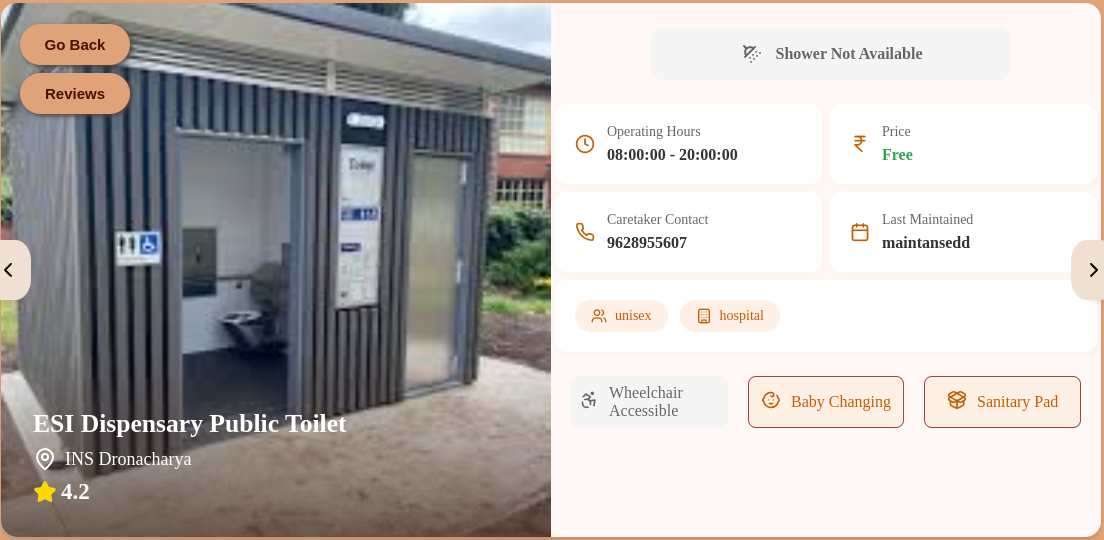 Go Back
Reviews
ESI Dispensary Public Toilet
INS Dronacharya
4.2
Shower Not Available
Operating Hours
08:00:00 - 20:00:00
Price
Free
Caretaker Contact
9628955607
Last Maintained
maintansedd
unisex
hospital
Wheelchair
Accessible
Baby Changing
Sanitary Pad